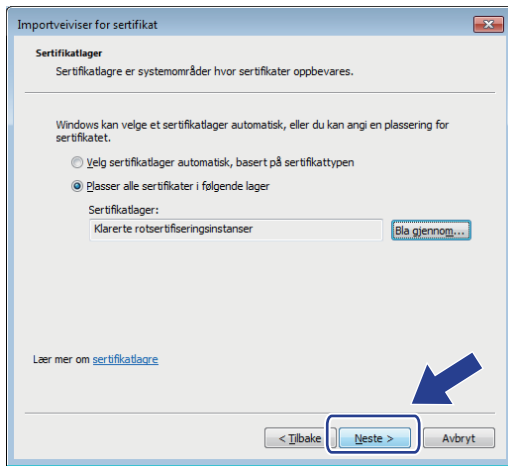 Importveiviser for sertifikat
Sertifikatlager
Sertifikatlagre er systemområder hvor sertifikater oppbevares.
Windows kan velge et sertifikatlager automatisk, eller du kan angi en plassering for
sertifikatet.
Velg sertifikatlager automatisk, basert på sertifikattypen
Plasser alle sertifikater i følgende lager
Sertifikatlager:
Klarerte rotsertifiseringsinstanser
Bla gjennom...
Lær mer om sertifikatlagre
< Tilbake Neste > Avbryt